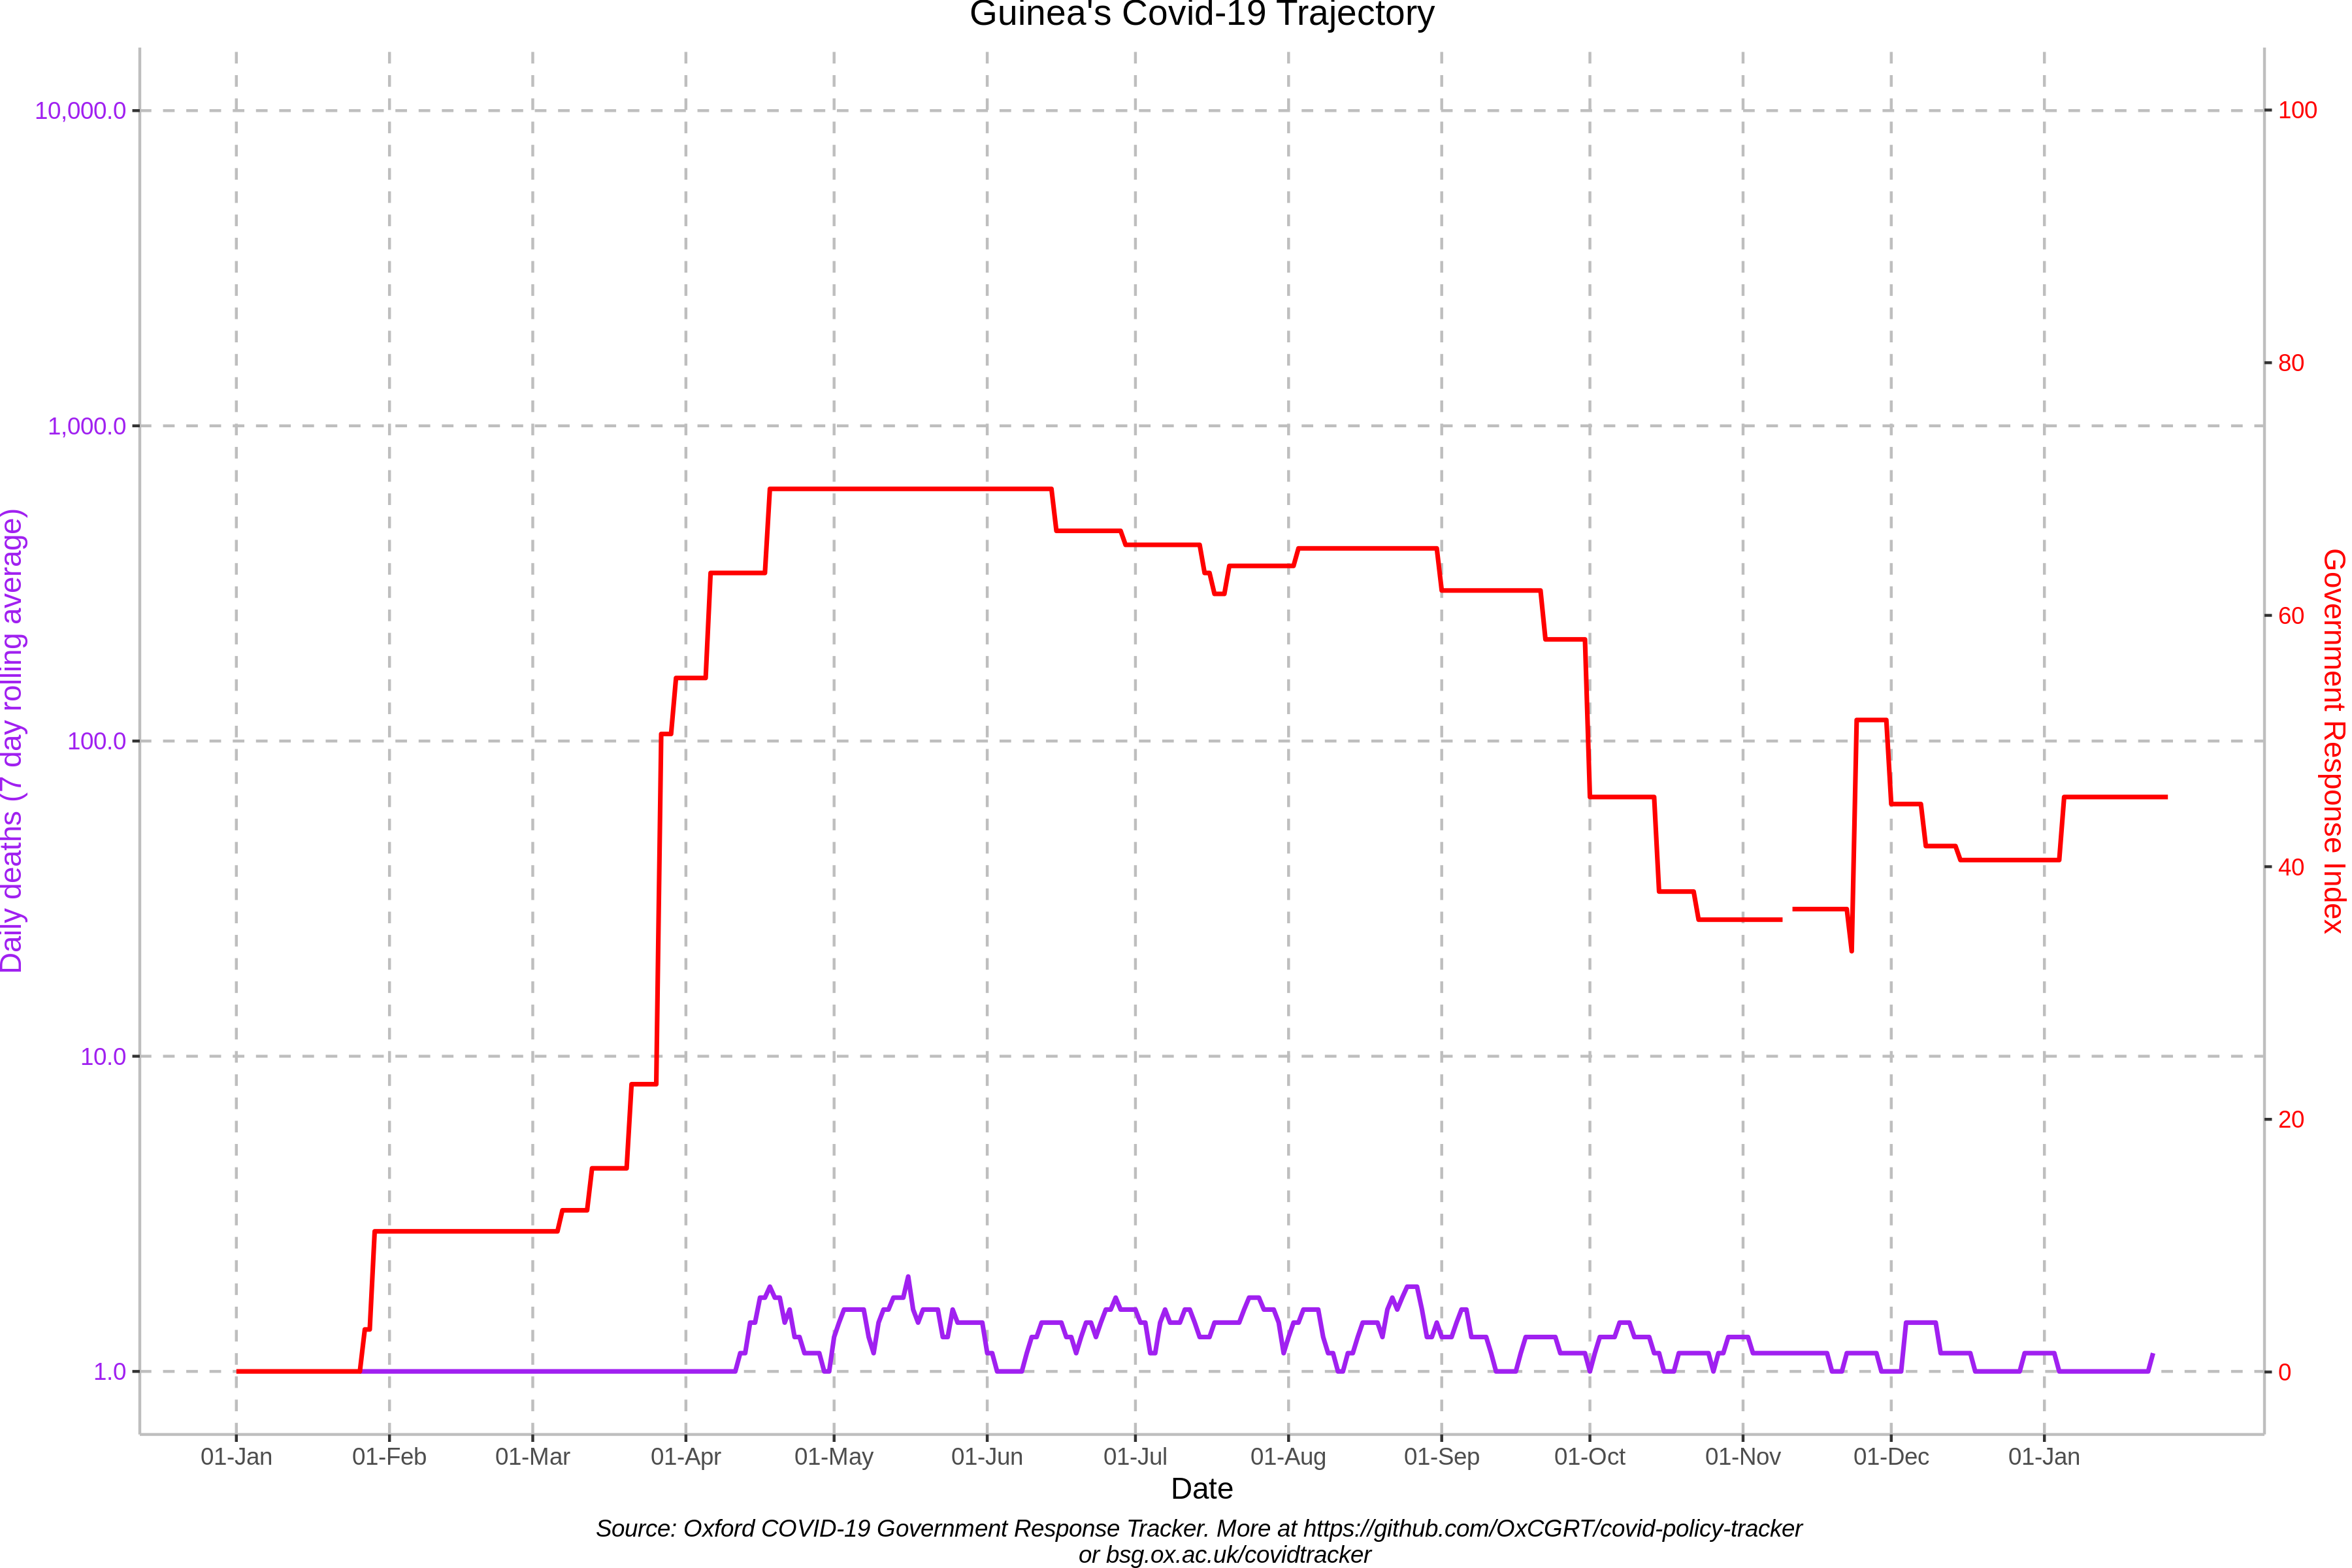 Guinea's Covid-19 Trajectory
10,000.0
1,000.0
100.0
10.0
1.0
Daily deaths (7 day rolling average)
100
80
60
40
20
0
Government Response Index
01-Jan
01-Feb
01-Mar
01-Apr
01-May
01-Jun
01-Jul
01-Aug
01-Sep
01-Oct
01-Nov
01-Dec
01-Jan
Date
Source: Oxford COVID-19 Government Response Tracker. More at https://github.com/OxCGRT/covid-policy-tracker
or bsg.ox.ac.uk/covidtracker